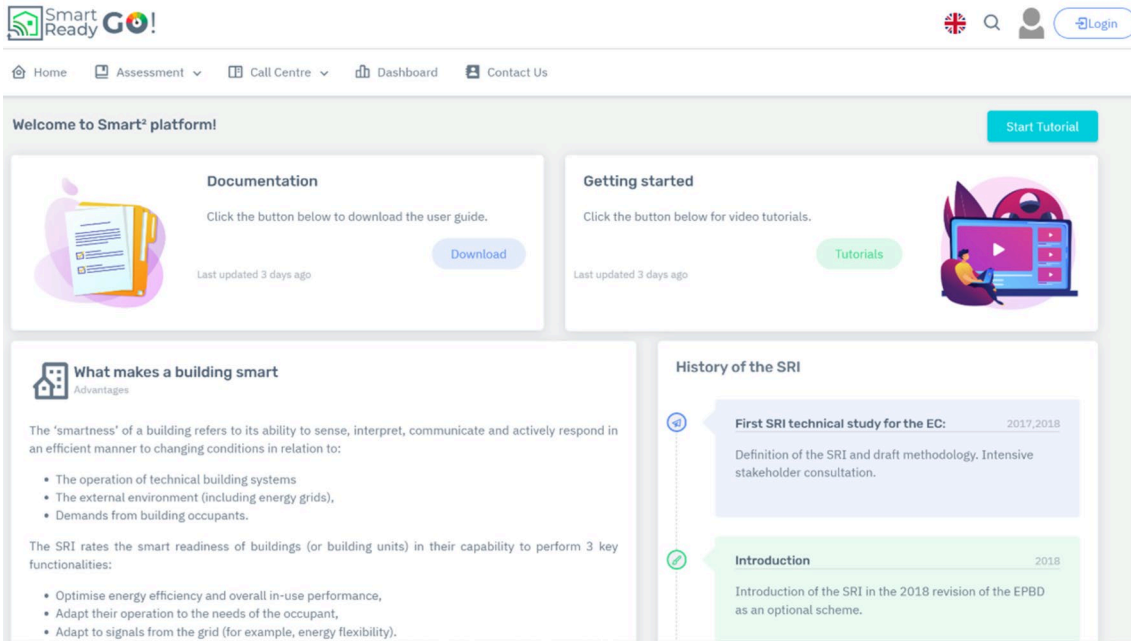 Smart
Ready GO!
Login
Home
Assessment
Call Centre
Dashboard
Contact Us
Welcome to Smart² platform!
Start Tutorial
Documentation
Click the button below to download the user guide.
Download
Last updated 3 days ago
Getting started
Click the button below for video tutorials.
Tutorials
Last updated 3 days ago
What makes a building smart
Advantages
The ‘smartness’ of a building refers to its ability to sense, interpret, communicate and actively respond in
an efficient manner to changing conditions in relation to:
• The operation of technical building systems
• The external environment (including energy grids),
• Demands from building occupants.
The SRI rates the smart readiness of buildings (or building units) in their capability to perform 3 key
functionalities:
• Optimise energy efficiency and overall in-use performance,
• Adapt their operation to the needs of the occupant,
• Adapt to signals from the grid (for example, energy flexibility).
History of the SRI
First SRI technical study for the EC: 2017,2018
Definition of the SRI and draft methodology. Intensive
stakeholder consultation.
Introduction 2018
Introduction of the SRI in the 2018 revision of the EPBD
as an optional scheme.